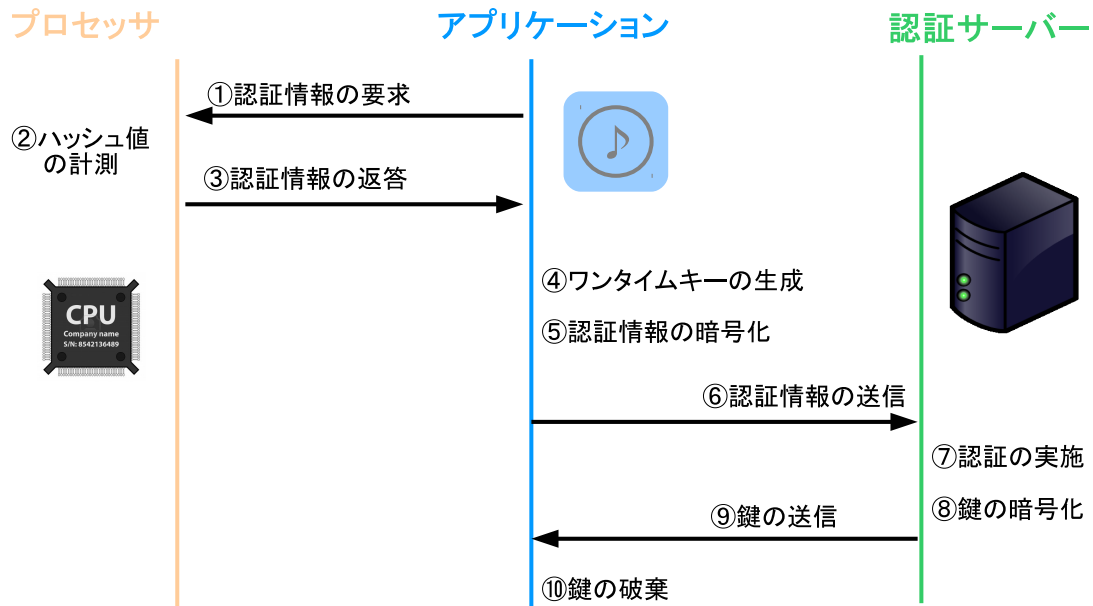 プロセッサ
アプリケーション
認証サーバー
①認証情報の要求
②ハッシュ値
の計測
③認証情報の返答
CPU
Company name
S/N: 8542136489
④ワンタイムキーの生成
⑤認証情報の暗号化
⑥認証情報の送信
⑦認証の実施
⑧鍵の暗号化
⑨鍵の送信
⑩鍵の破棄